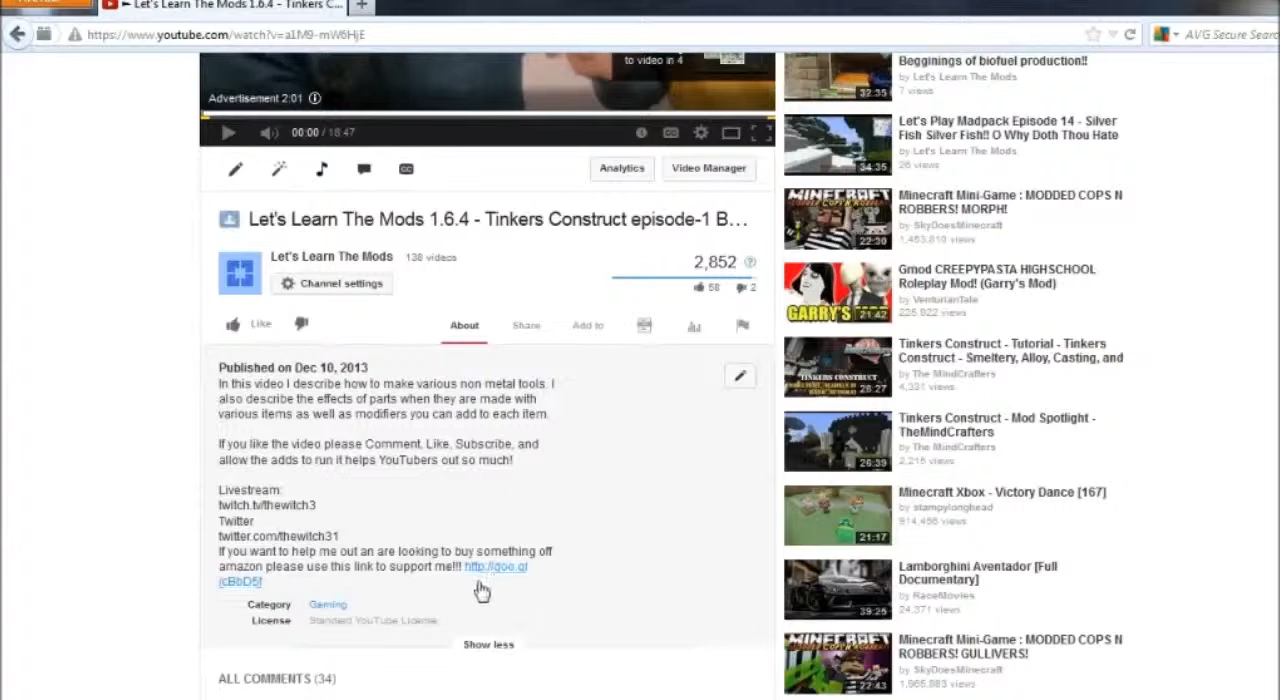 ► Let's Learn The Mods 1.6.4 - Tinkers C...
https://www.youtube.com/watch?v=a1M9-mW6HjE
AVG Secure Searc
to video in 4
Advertisement 2:01
00:00 / 18:47
Analytics
Video Manager
Let's Learn The Mods 1.6.4 - Tinkers Construct episode-1 B...
Let's Learn The Mods 138 videos
Channel settings
2,852
58 2
Like
About
Share
Add to
Published on Dec 10, 2013
In this video I describe how to make various non metal tools. I
also describe the effects of parts when they are made with
various items as well as modifiers you can add to each item.
If you like the video please Comment, Like, Subscribe, and
allow the adds to run it helps YouTubers out so much!
Livestream:
twitch.tv/thewitch3
Twitter
twitter.com/thewitch31
If you want to help me out an are looking to buy something off
amazon please use this link to support me!!! http://goo.gl
/cBbD5f
Category Gaming
License Standard YouTube License
Show less
ALL COMMENTS (34)
Begginings of biofuel production!!
by Let's Learn The Mods
7 views
32:35
Let's Play Madpack Episode 14 - Silver
Fish Silver Fish!! O Why Doth Thou Hate
by Let's Learn The Mods
26 views
34:35
Minecraft Mini-Game : MODDED COPS N
ROBBERS! MORPH!
by SkyDoesMinecraft
1,463,810 views
MINECRAFT
22:30
Gmod CREEPYPASTA HIGHSCHOOL
Roleplay Mod! (Garry's Mod)
by VenturianTale
225,922 views
GARRY'S
21:42
Tinkers Construct - Tutorial - Tinkers
Construct - Smeltery, Alloy, Casting, and
by The MindCrafters
4,331 views
TINKERS CONSTRUCT
28:27
Tinkers Construct - Mod Spotlight -
TheMindCrafters
by The MindCrafters
2,216 views
26:39
Minecraft Xbox - Victory Dance [167]
by stampylonghead
914,456 views
21:17
Lamborghini Aventador [Full
Documentary]
by RaceMovies
24,371 views
39:25
Minecraft Mini-Game : MODDED COPS N
ROBBERS! GULLIVERS!
by SkyDoesMinecraft
1,965,983 views
MINECRAFT
22:43